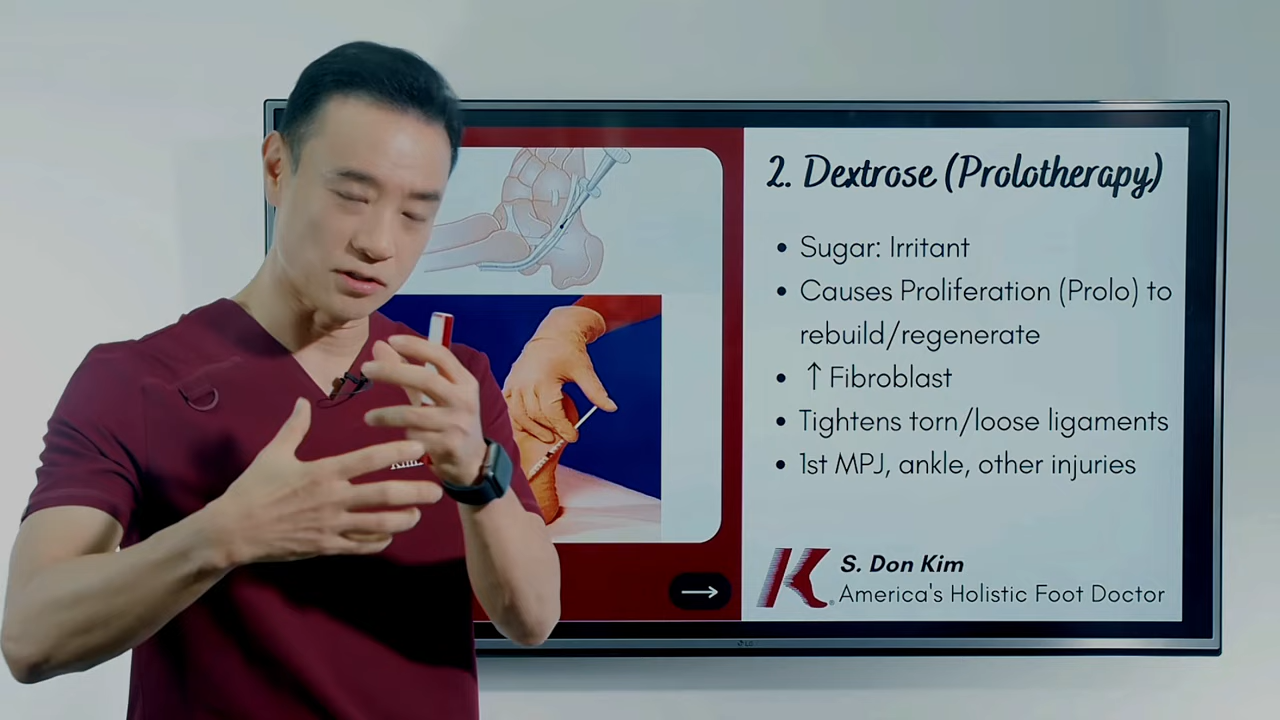 2. Dextrose (Prolotherapy)
• Sugar: Irritant
• Causes Proliferation (Prolo) to
rebuild/regenerate
• ↑ Fibroblast
• Tightens torn/loose ligaments
• 1st MPJ, ankle, other injuries
K®
S. Don Kim
America's Holistic Foot Doctor
LG